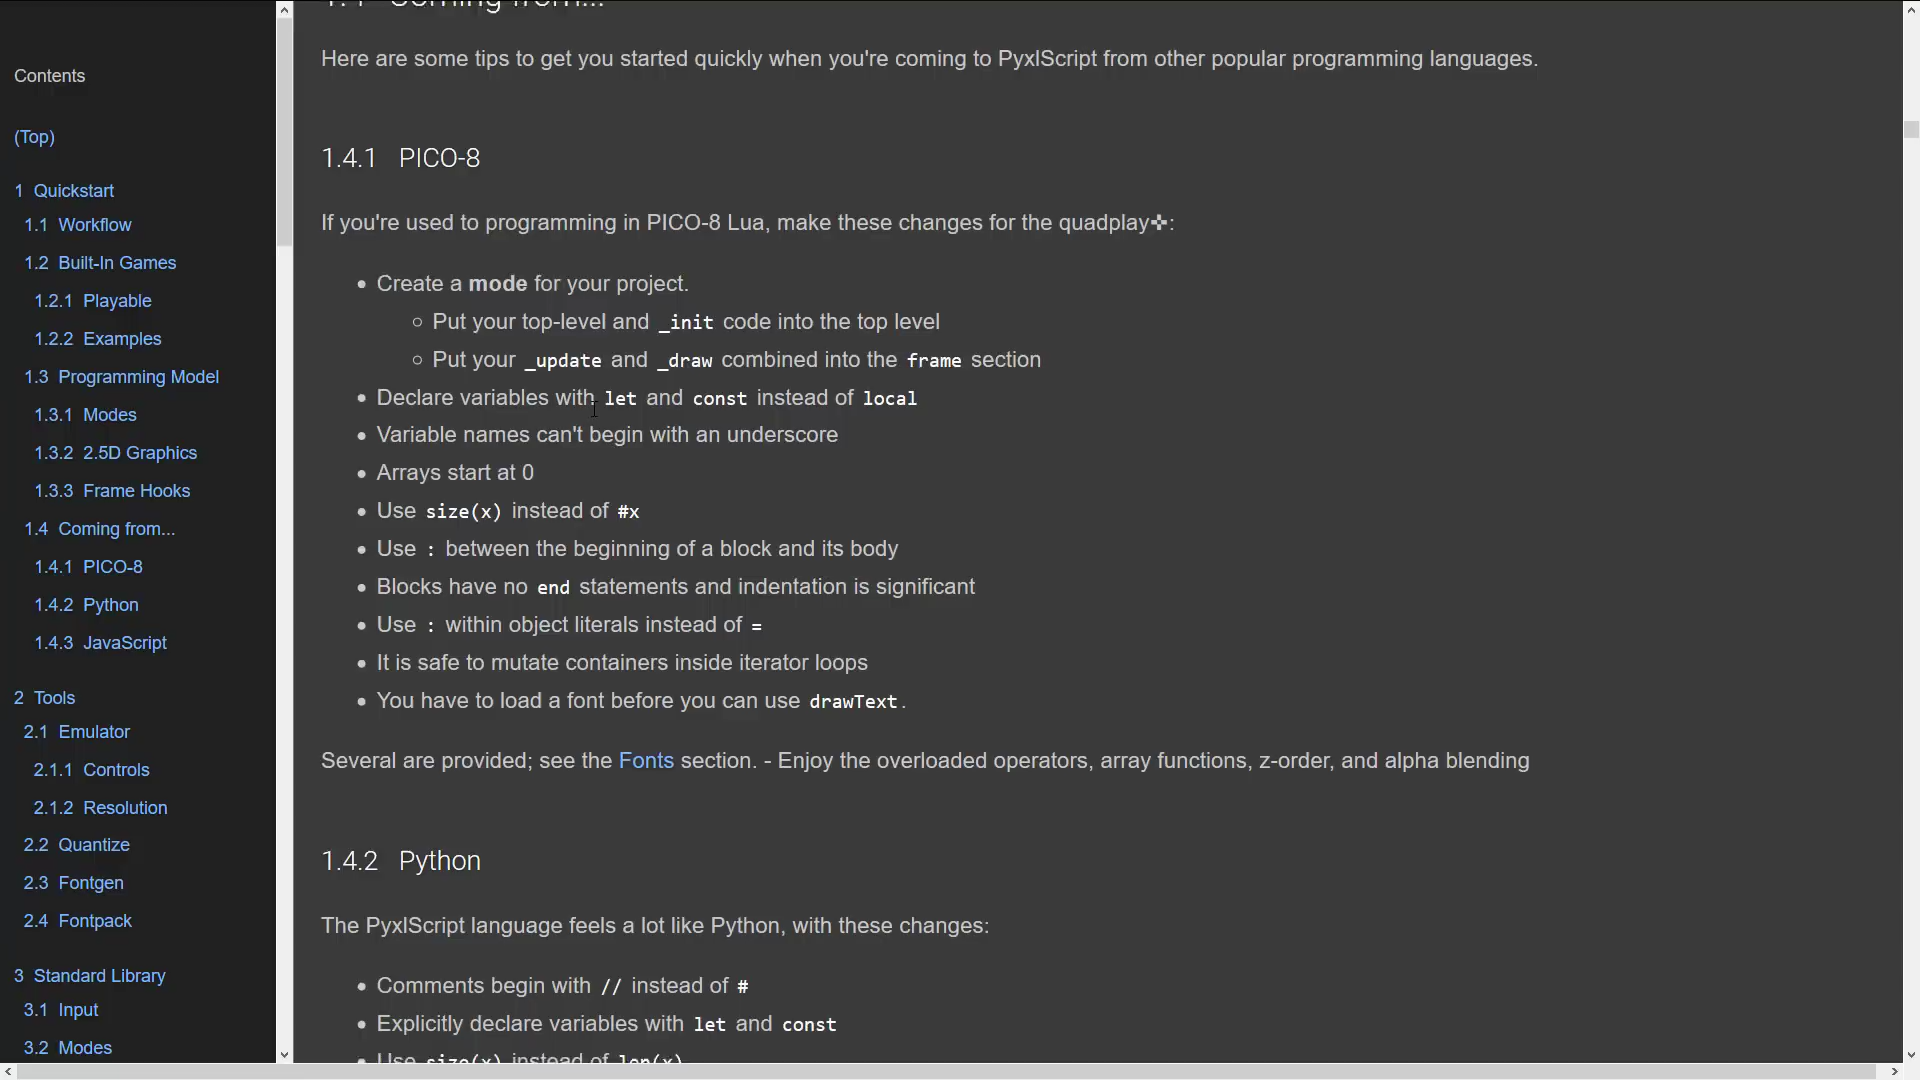 Contents
(Top)
1 Quickstart
1.1 Workflow
1.2 Built-In Games
1.2.1 Playable
1.2.2 Examples
1.3 Programming Model
1.3.1 Modes
1.3.2 2.5D Graphics
1.3.3 Frame Hooks
1.4 Coming from...
1.4.1 PICO-8
1.4.2 Python
1.4.3 JavaScript
2 Tools
2.1 Emulator
2.1.1 Controls
2.1.2 Resolution
2.2 Quantize
2.3 Fontgen
2.4 Fontpack
3 Standard Library
3.1 Input
3.2 Modes
1.4 Coming from...
Here are some tips to get you started quickly when you're coming to PyxlScript from other popular programming languages.
1.4.1 PICO-8
If you're used to programming in PICO-8 Lua, make these changes for the quadplay✜:
• Create a mode for your project.
○ Put your top-level and _init code into the top level
○ Put your _update and _draw combined into the frame section
• Declare variables with let and const instead of local
• Variable names can't begin with an underscore
• Arrays start at 0
• Use size(x) instead of #x
• Use : between the beginning of a block and its body
• Blocks have no end statements and indentation is significant
• Use : within object literals instead of =
• It is safe to mutate containers inside iterator loops
• You have to load a font before you can use drawText.
Several are provided; see the Fonts section. - Enjoy the overloaded operators, array functions, z-order, and alpha blending
1.4.2 Python
The PyxlScript language feels a lot like Python, with these changes:
• Comments begin with // instead of #
• Explicitly declare variables with let and const
• Use size(x) instead of len(x)